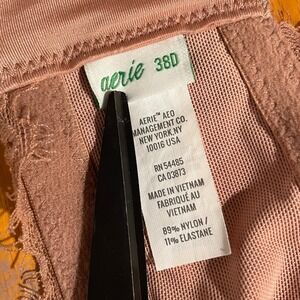 aerie 38D
AERIE™ AEO
MANAGEMENT CO.
NEW YORK, NY
10016 USA
RN 54485
CA 03873
MADE IN VIETNAM
FABRIQUÉ AU
VIETNAM
89% NYLON /
11% ELASTANE